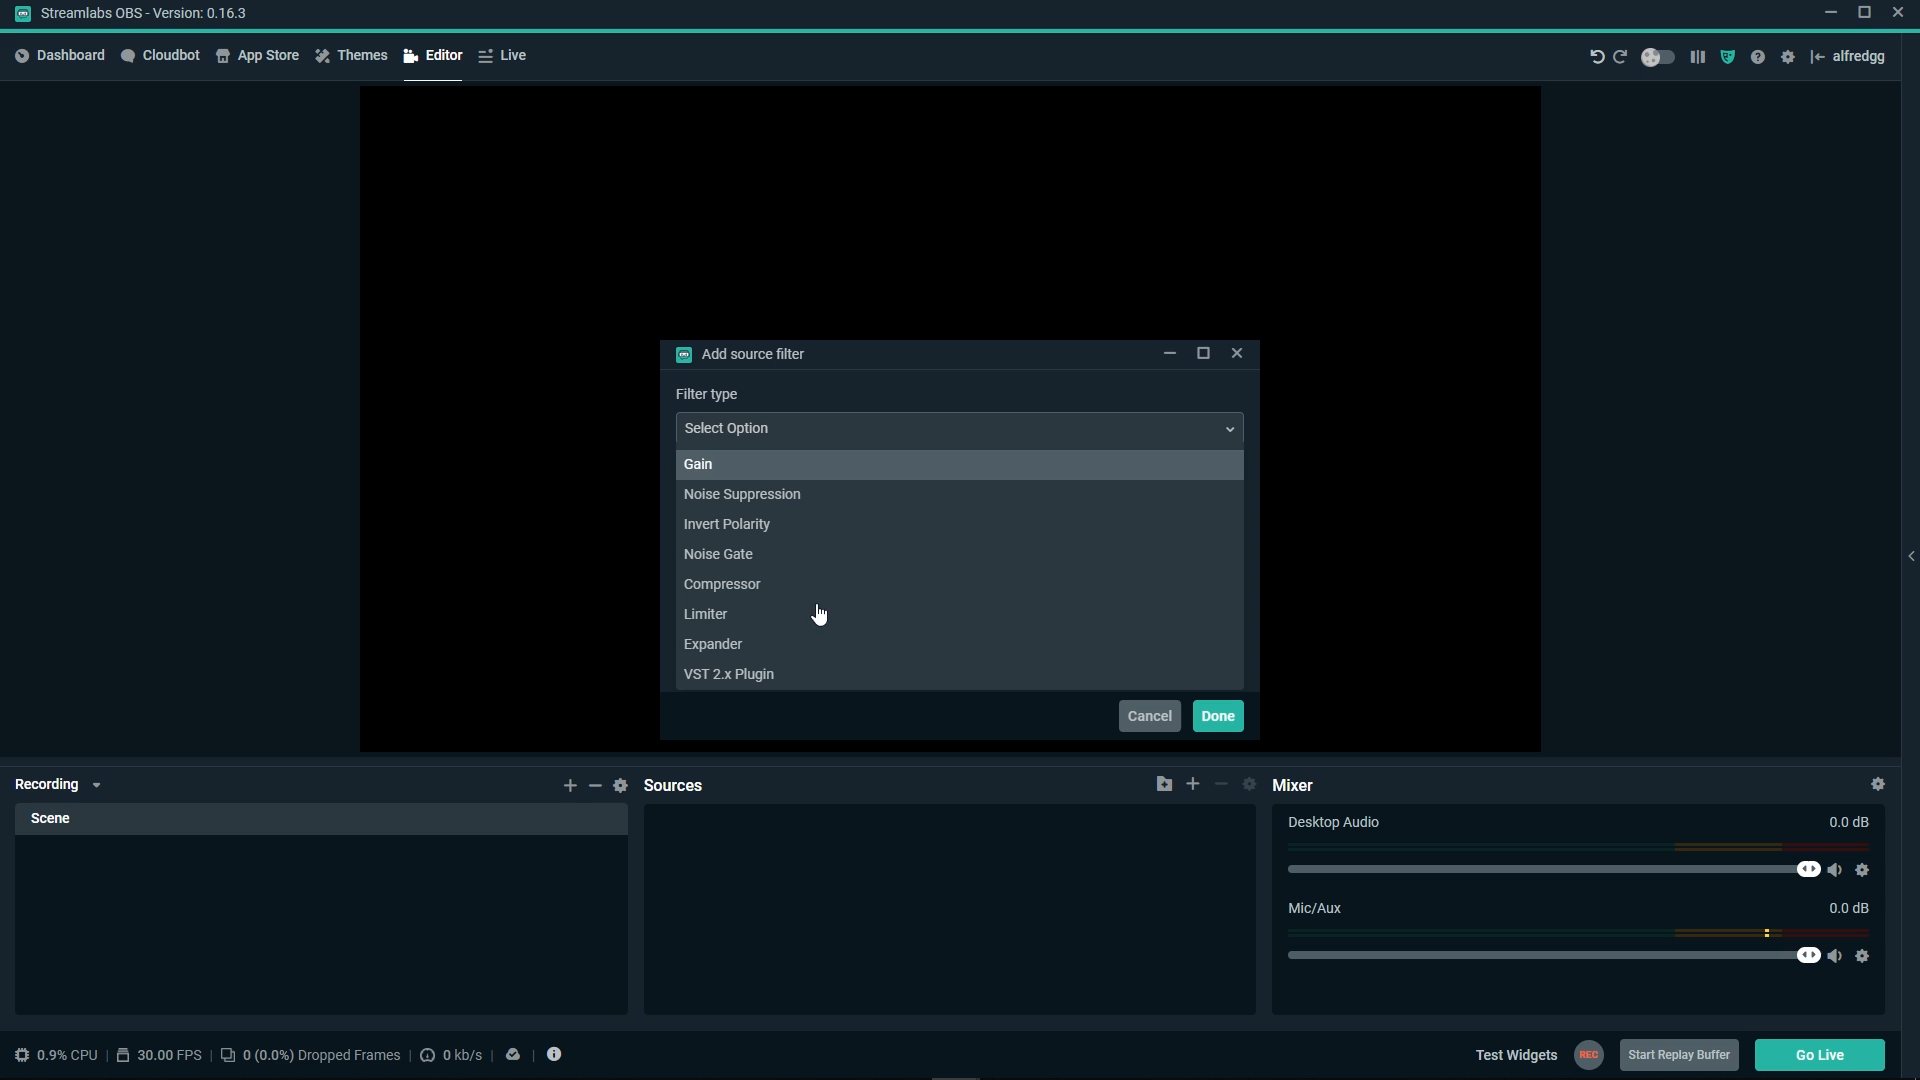 Streamlabs OBS - Version: 0.16.3
Dashboard Cloudbot App Store Themes Editor Live alfredgg
Add source filter
Filter type
Select Option
Gain
Noise Suppression
Invert Polarity
Noise Gate
Compressor
Limiter
Expander
VST 2.x Plugin
Cancel Done
Recording
Scene
Sources
Mixer
Desktop Audio 0.0 dB
Mic/Aux 0.0 dB
0.9% CPU 30.00 FPS 0 (0.0%) Dropped Frames 0 kb/s
Test Widgets REC Start Replay Buffer Go Live